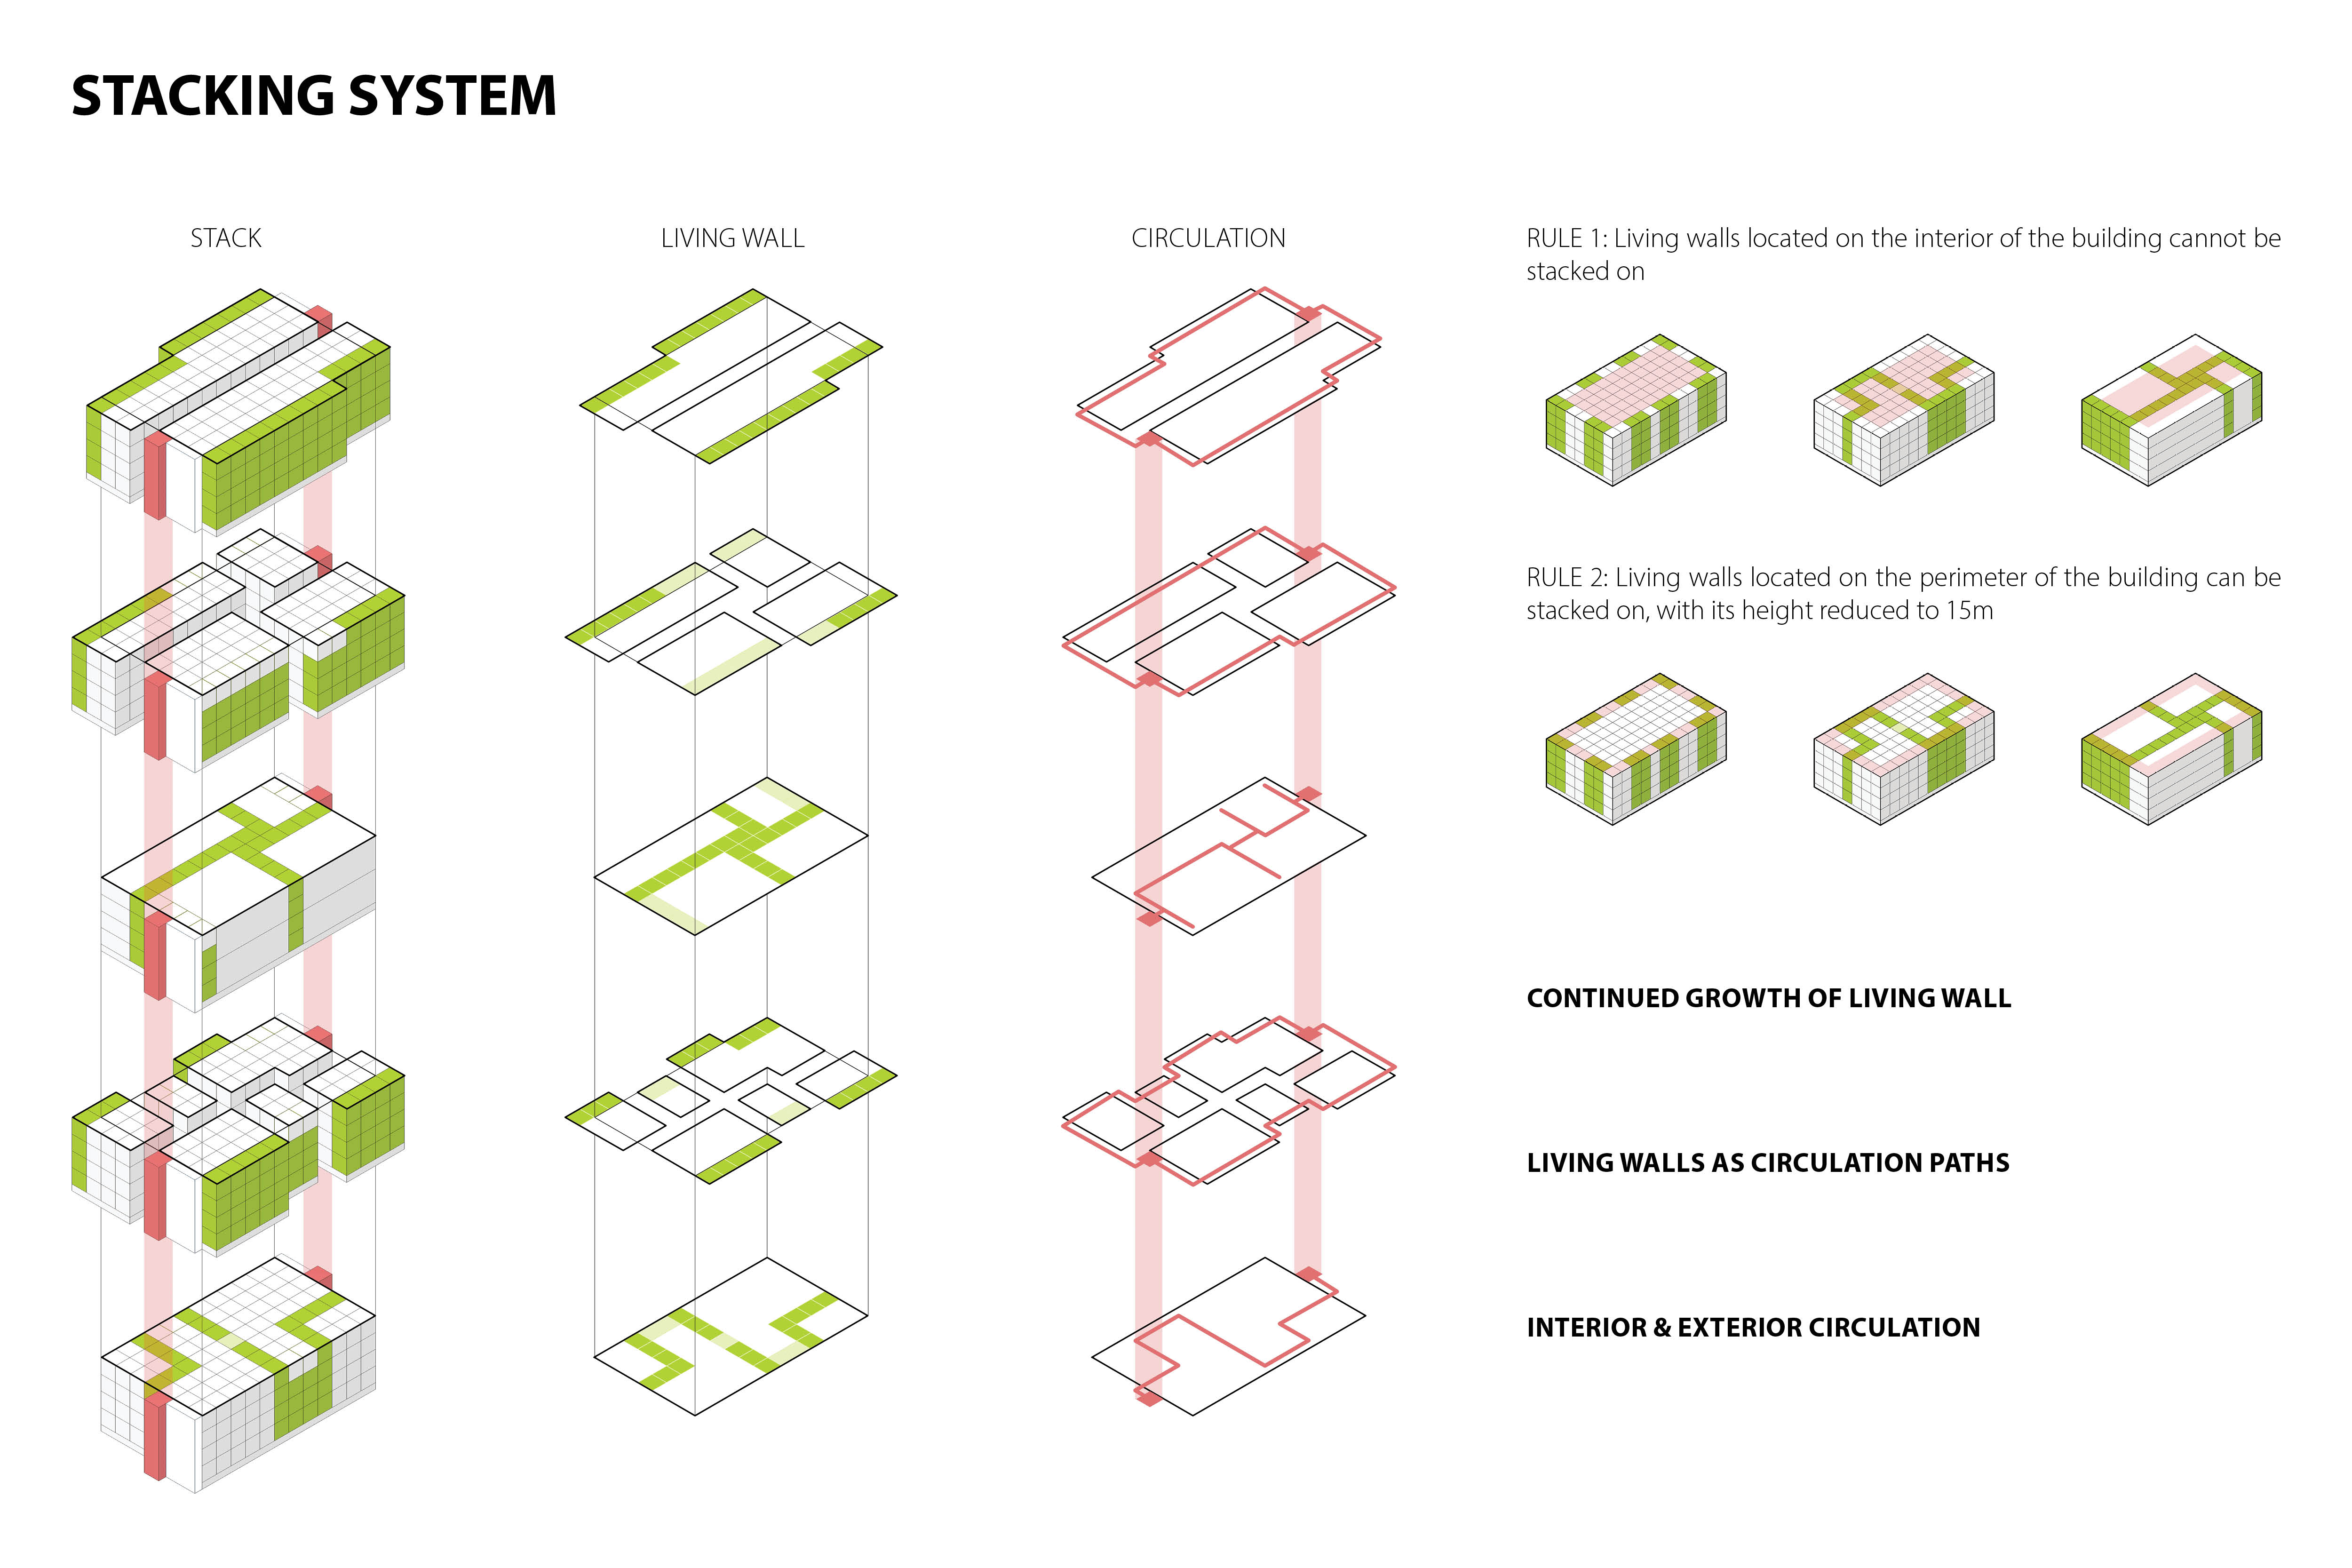 STACKING SYSTEM
STACK
LIVING WALL
CIRCULATION
RULE 1: Living walls located on the interior of the building cannot be
stacked on
RULE 2: Living walls located on the perimeter of the building can be
stacked on, with its height reduced to 15m
CONTINUED GROWTH OF LIVING WALL
LIVING WALLS AS CIRCULATION PATHS
INTERIOR & EXTERIOR CIRCULATION